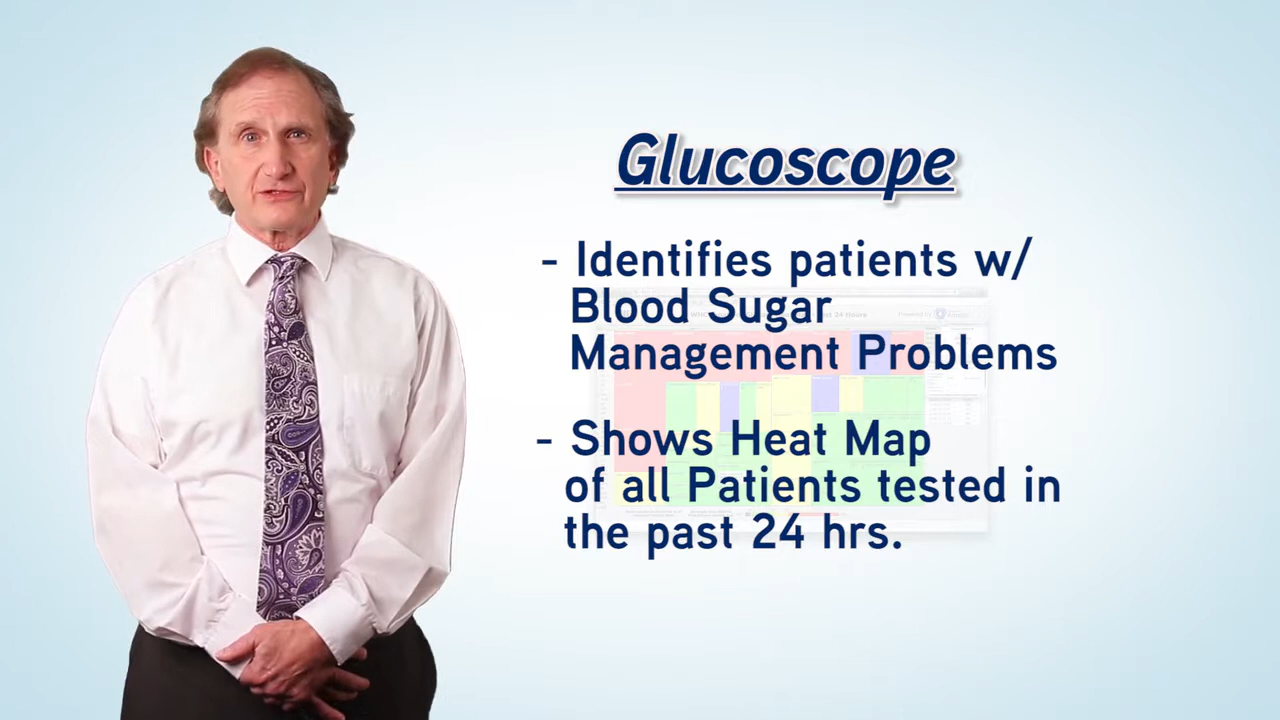 Glucoscope
- Identifies patients w/
Blood Sugar
Management Problems
- Shows Heat Map
of all Patients tested in
the past 24 hrs.